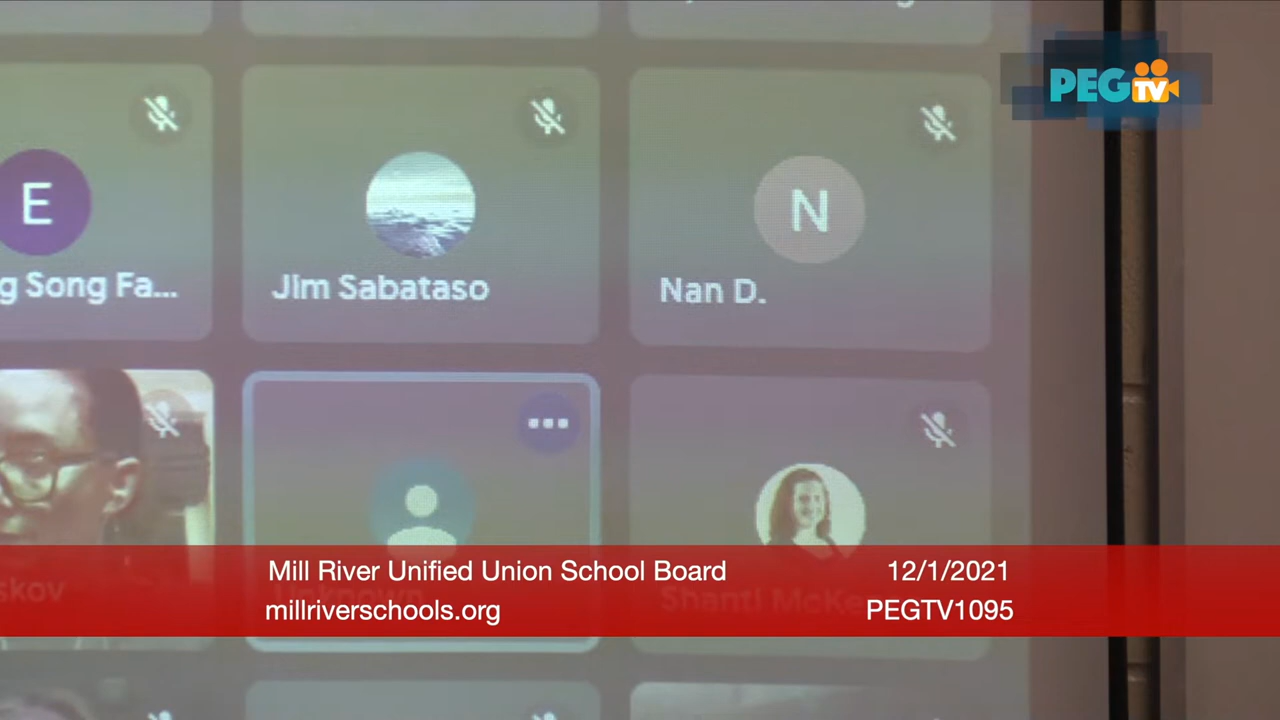 PEG TV
E
N
g Song Fa...
Jim Sabataso
Nan D.
Mill River Unified Union School Board
12/1/2021
skov
millriverschools.org
PEGTV1095